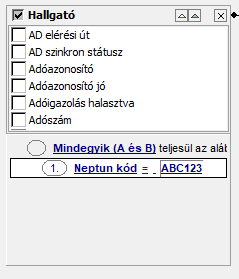 Hallgató
AD elérési út
AD szinkron státusz
Adóazonosító
Adóazonosító jó
Adóigazolás halasztva
Adószám
Mindegyik (A és B) teljesül az aláb
1. Neptun kód = ABC123